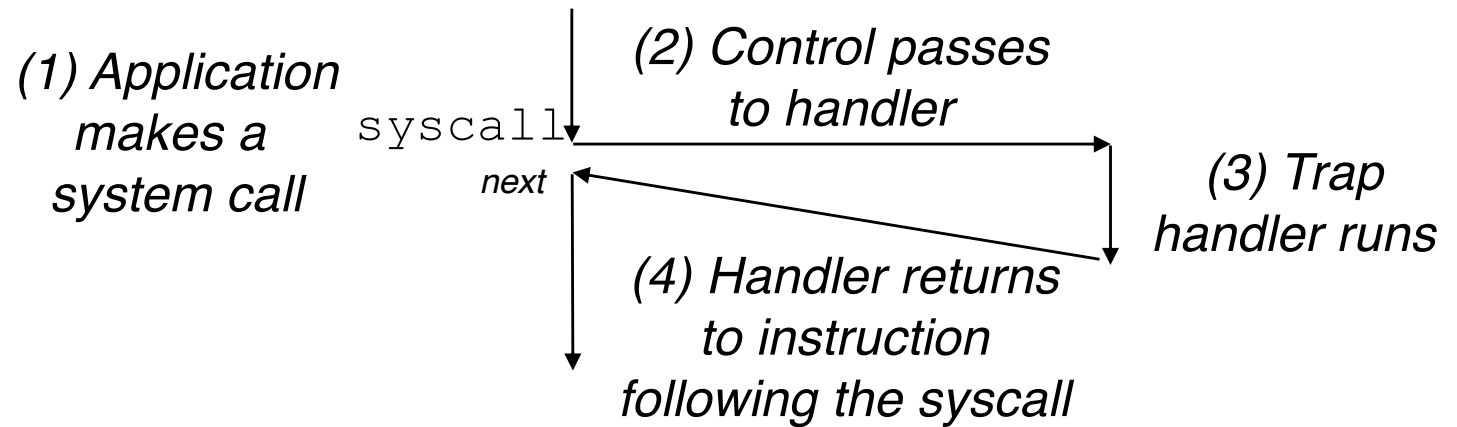 (1) Application
makes a
system call
syscall
next
(2) Control passes
to handler
(3) Trap
handler runs
(4) Handler returns
to instruction
following the syscall